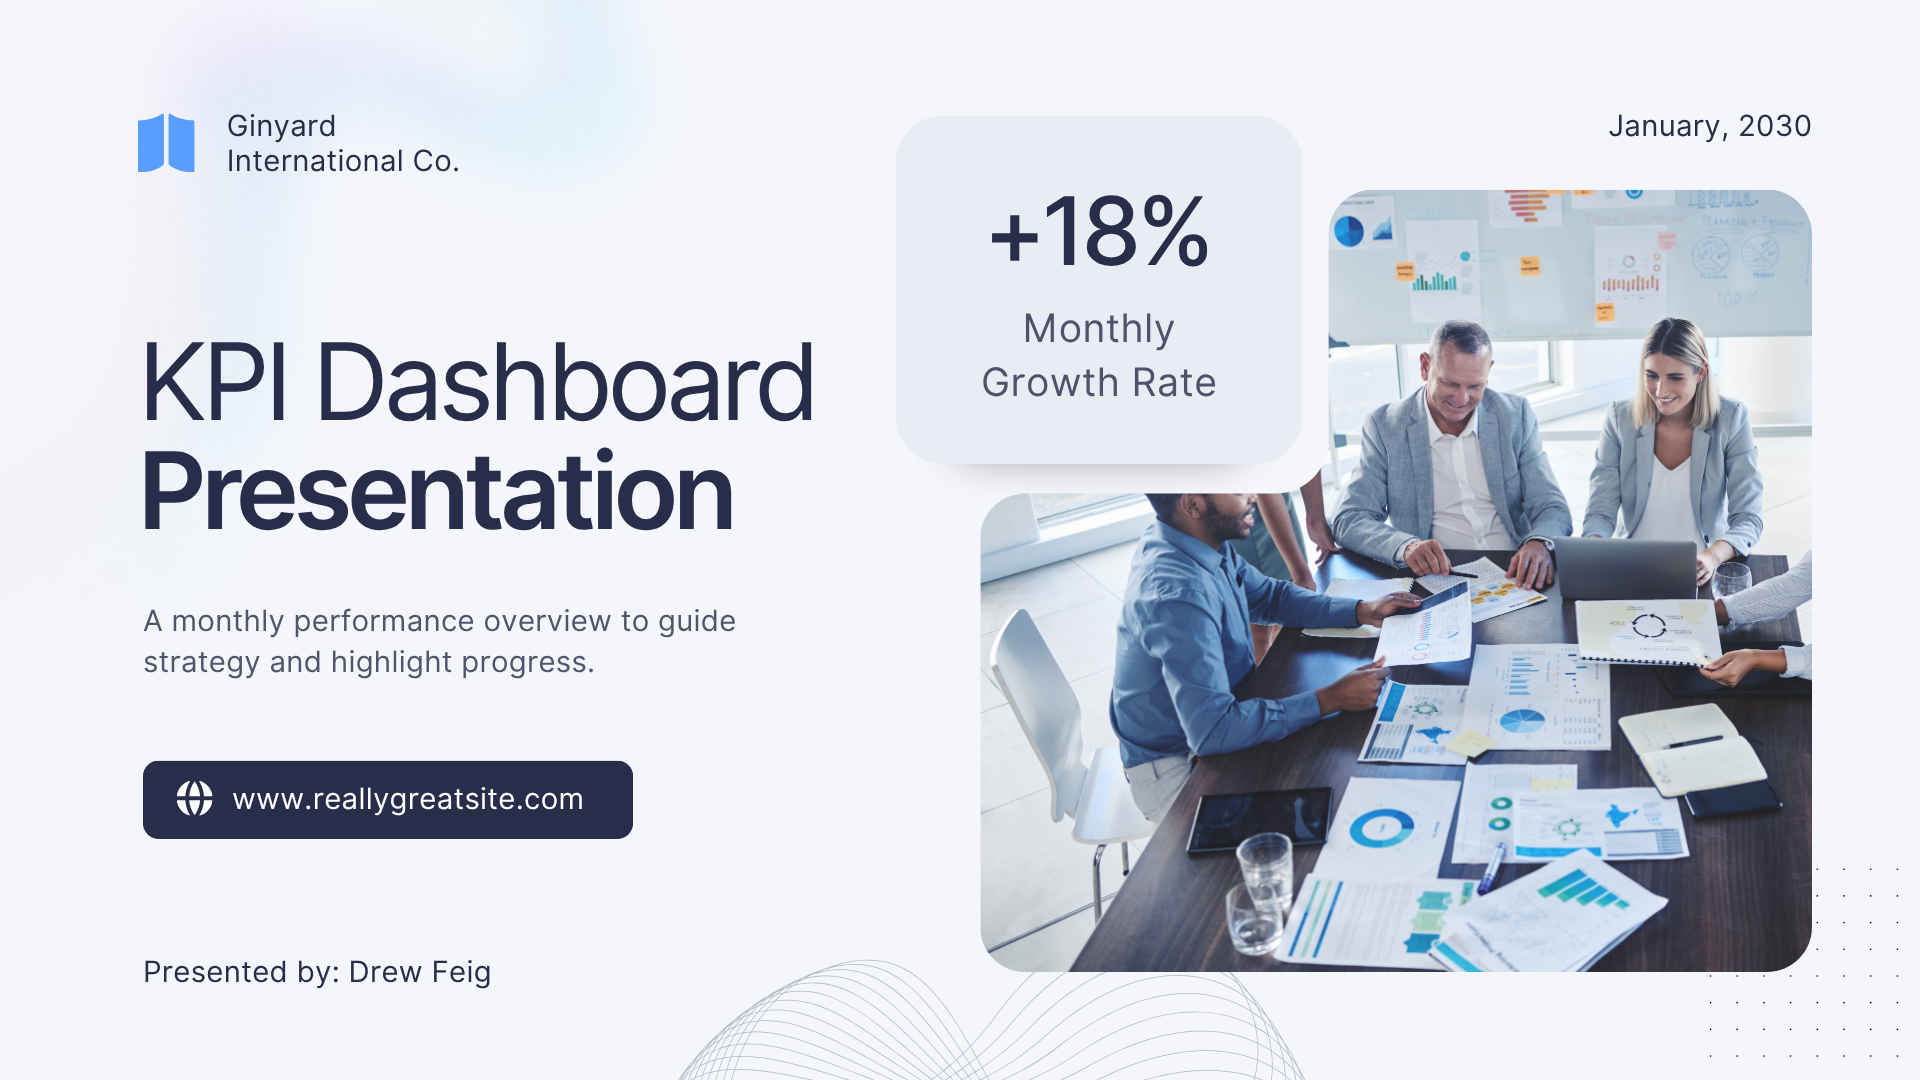 Ginyard
International Co.
January, 2030
+18%
Monthly
Growth Rate
KPI Dashboard
Presentation
A monthly performance overview to guide
strategy and highlight progress.
www.reallygreatsite.com
Presented by: Drew Feig